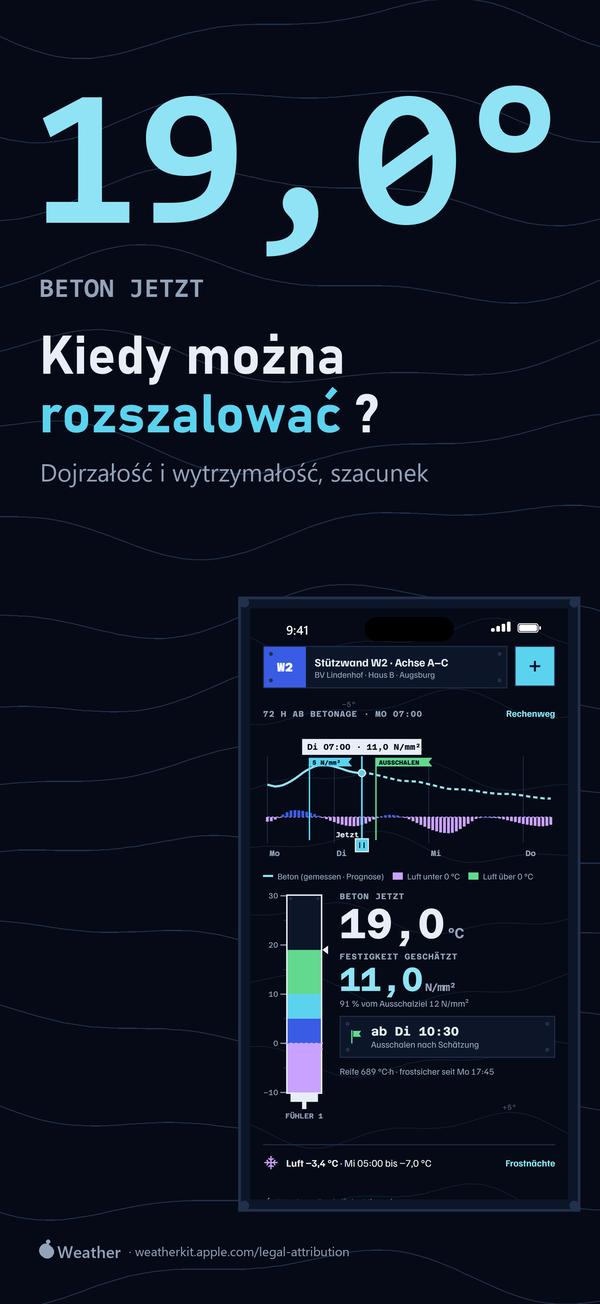 19,0°
BETON JETZT
Kiedy można
rozszalować ?
Dojrzałość i wytrzymałość, szacunek
9:41
W2
Stützwand W2 · Achse A–C
BV Lindenhof · Haus B · Augsburg
+
−5°
72 H AB BETONAGE · MO 07:00
Rechenweg
Di 07:00 · 11,0 N/mm²
5 N/mm²
AUSSCHALEN
Jetzt
Mo
Di
Mi
Do
Beton (gemessen · Prognose)
Luft unter 0 °C
Luft über 0 °C
30
20
10
0
−10
FÜHLER 1
BETON JETZT
19,0 °C
FESTIGKEIT GESCHÄTZT
11,0 N/mm²
91 % vom Ausschalziel 12 N/mm²
ab Di 10:30
Ausschalen nach Schätzung
Reife 689 °C·h · frostsicher seit Mo 17:45
+5°
Luft −3,4 °C · Mi 05:00 bis −7,0 °C
Frostnächte
Weather · weatherkit.apple.com/legal-attribution